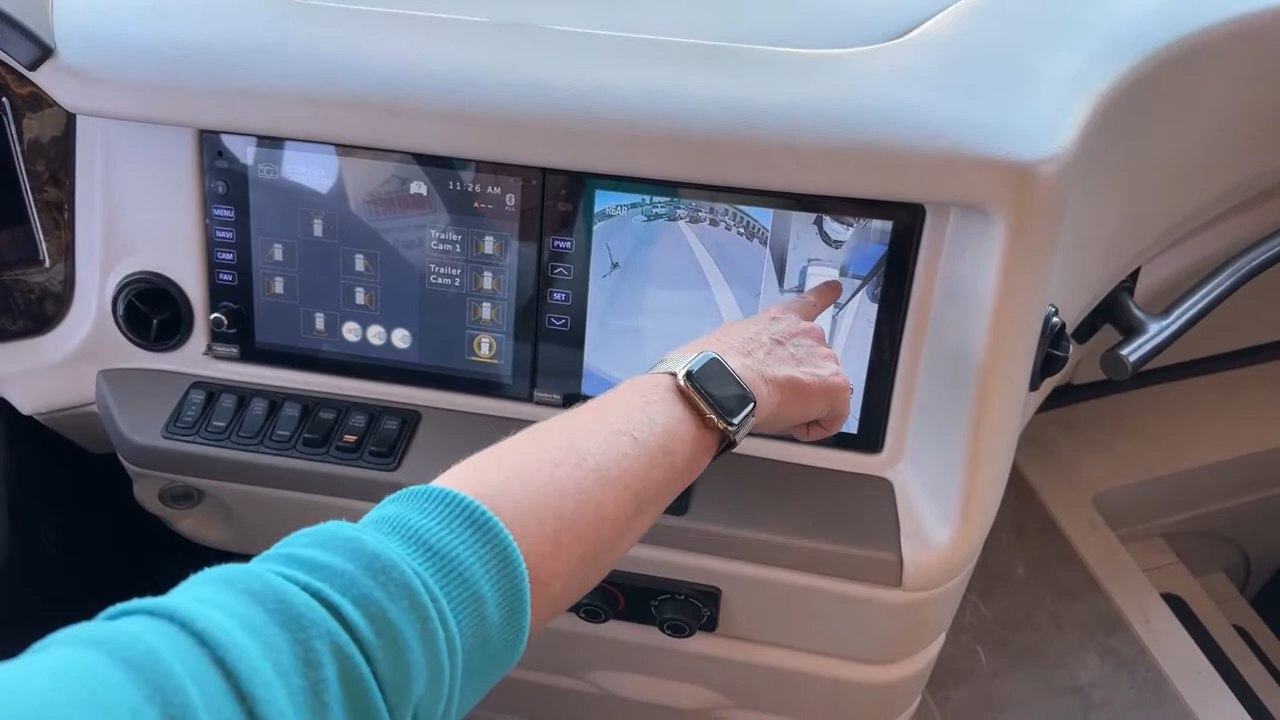 11:26 AM
MENU
NAVI
CAM
FAV
Trailer
Cam 1
Trailer
Cam 2
PWR
SET
REAR